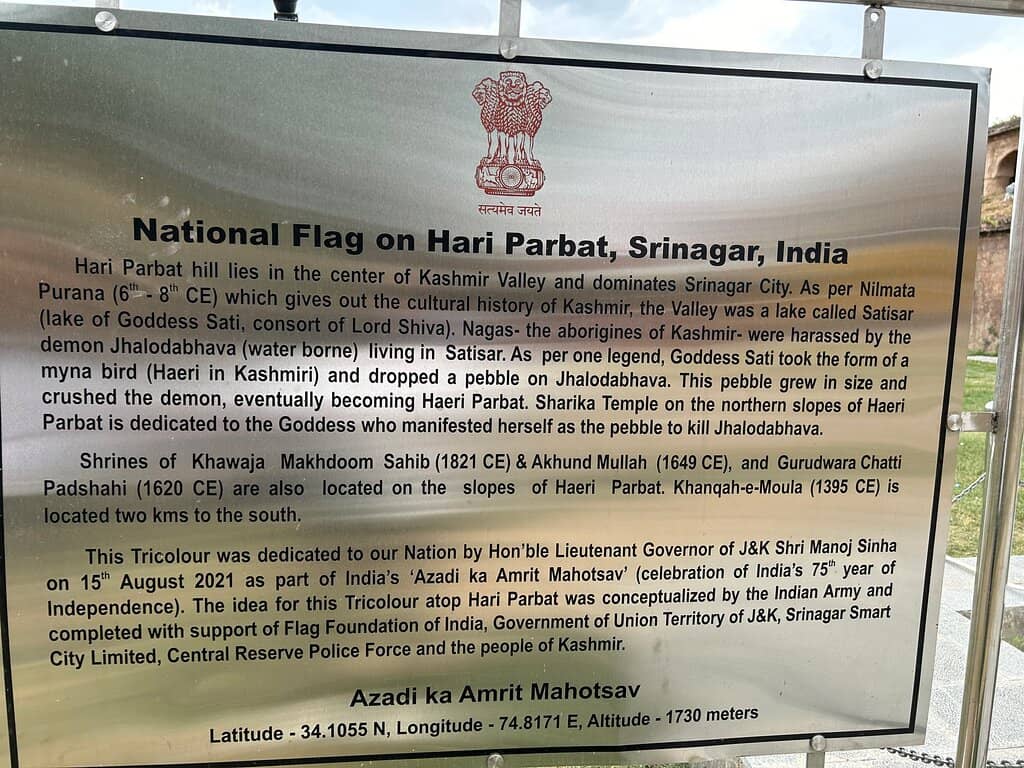 सत्यमेव जयते
National Flag on Hari Parbat, Srinagar, India
Hari Parbat hill lies in the center of Kashmir Valley and dominates Srinagar City. As per Nilmata
Purana (6th - 8th CE) which gives out the cultural history of Kashmir, the Valley was a lake called Satisar
(lake of Goddess Sati, consort of Lord Shiva). Nagas- the aborigines of Kashmir- were harassed by the
demon Jhalodabhava (water borne) living in Satisar. As per one legend, Goddess Sati took the form of a
myna bird (Haeri in Kashmiri) and dropped a pebble on Jhalodabhava. This pebble grew in size and
crushed the demon, eventually becoming Haeri Parbat. Sharika Temple on the northern slopes of Haeri
Parbat is dedicated to the Goddess who manifested herself as the pebble to kill Jhalodabhava.
Shrines of Khawaja Makhdoom Sahib (1821 CE) & Akhund Mullah (1649 CE), and Gurudwara Chatti
Padshahi (1620 CE) are also located on the slopes of Haeri Parbat. Khanqah-e-Moula (1395 CE) is
located two kms to the south.
This Tricolour was dedicated to our Nation by Hon'ble Lieutenant Governor of J&K Shri Manoj Sinha
on 15th August 2021 as part of India's 'Azadi ka Amrit Mahotsav' (celebration of India's 75th year of
Independence). The idea for this Tricolour atop Hari Parbat was conceptualized by the Indian Army and
completed with support of Flag Foundation of India, Government of Union Territory of J&K, Srinagar Smart
City Limited, Central Reserve Police Force and the people of Kashmir.
Azadi ka Amrit Mahotsav
Latitude - 34.1055 N, Longitude - 74.8171 E, Altitude - 1730 meters